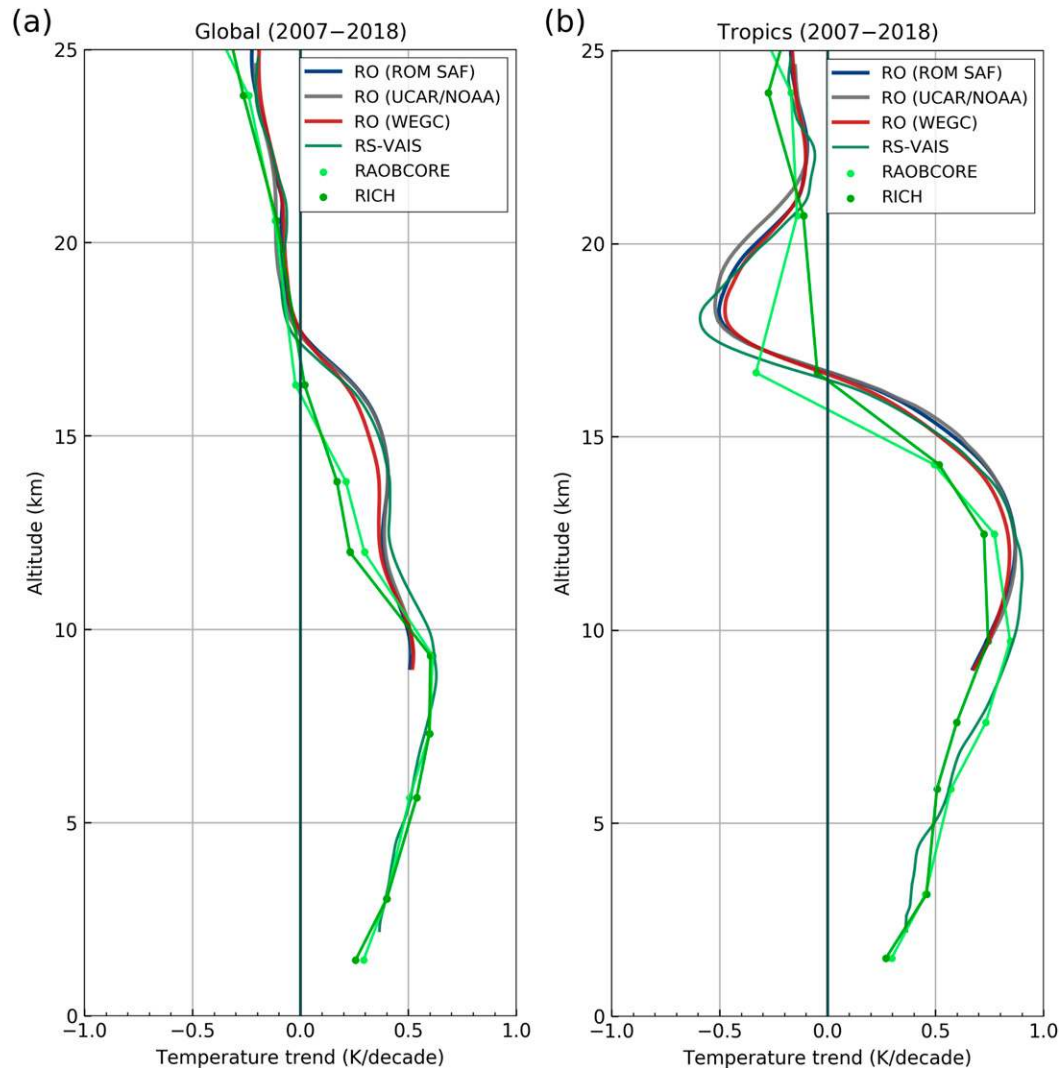 (a)
Global (2007−2018)
RO (ROM SAF)
RO (UCAR/NOAA)
RO (WEGC)
RS-VAIS
RAOBCORE
RICH
25
20
15
10
5
0
Altitude (km)
−1.0
−0.5
0.0
0.5
1.0
Temperature trend (K/decade)
(b)
Tropics (2007−2018)
RO (ROM SAF)
RO (UCAR/NOAA)
RO (WEGC)
RS-VAIS
RAOBCORE
RICH
25
20
15
10
5
0
Altitude (km)
−1.0
−0.5
0.0
0.5
1.0
Temperature trend (K/decade)